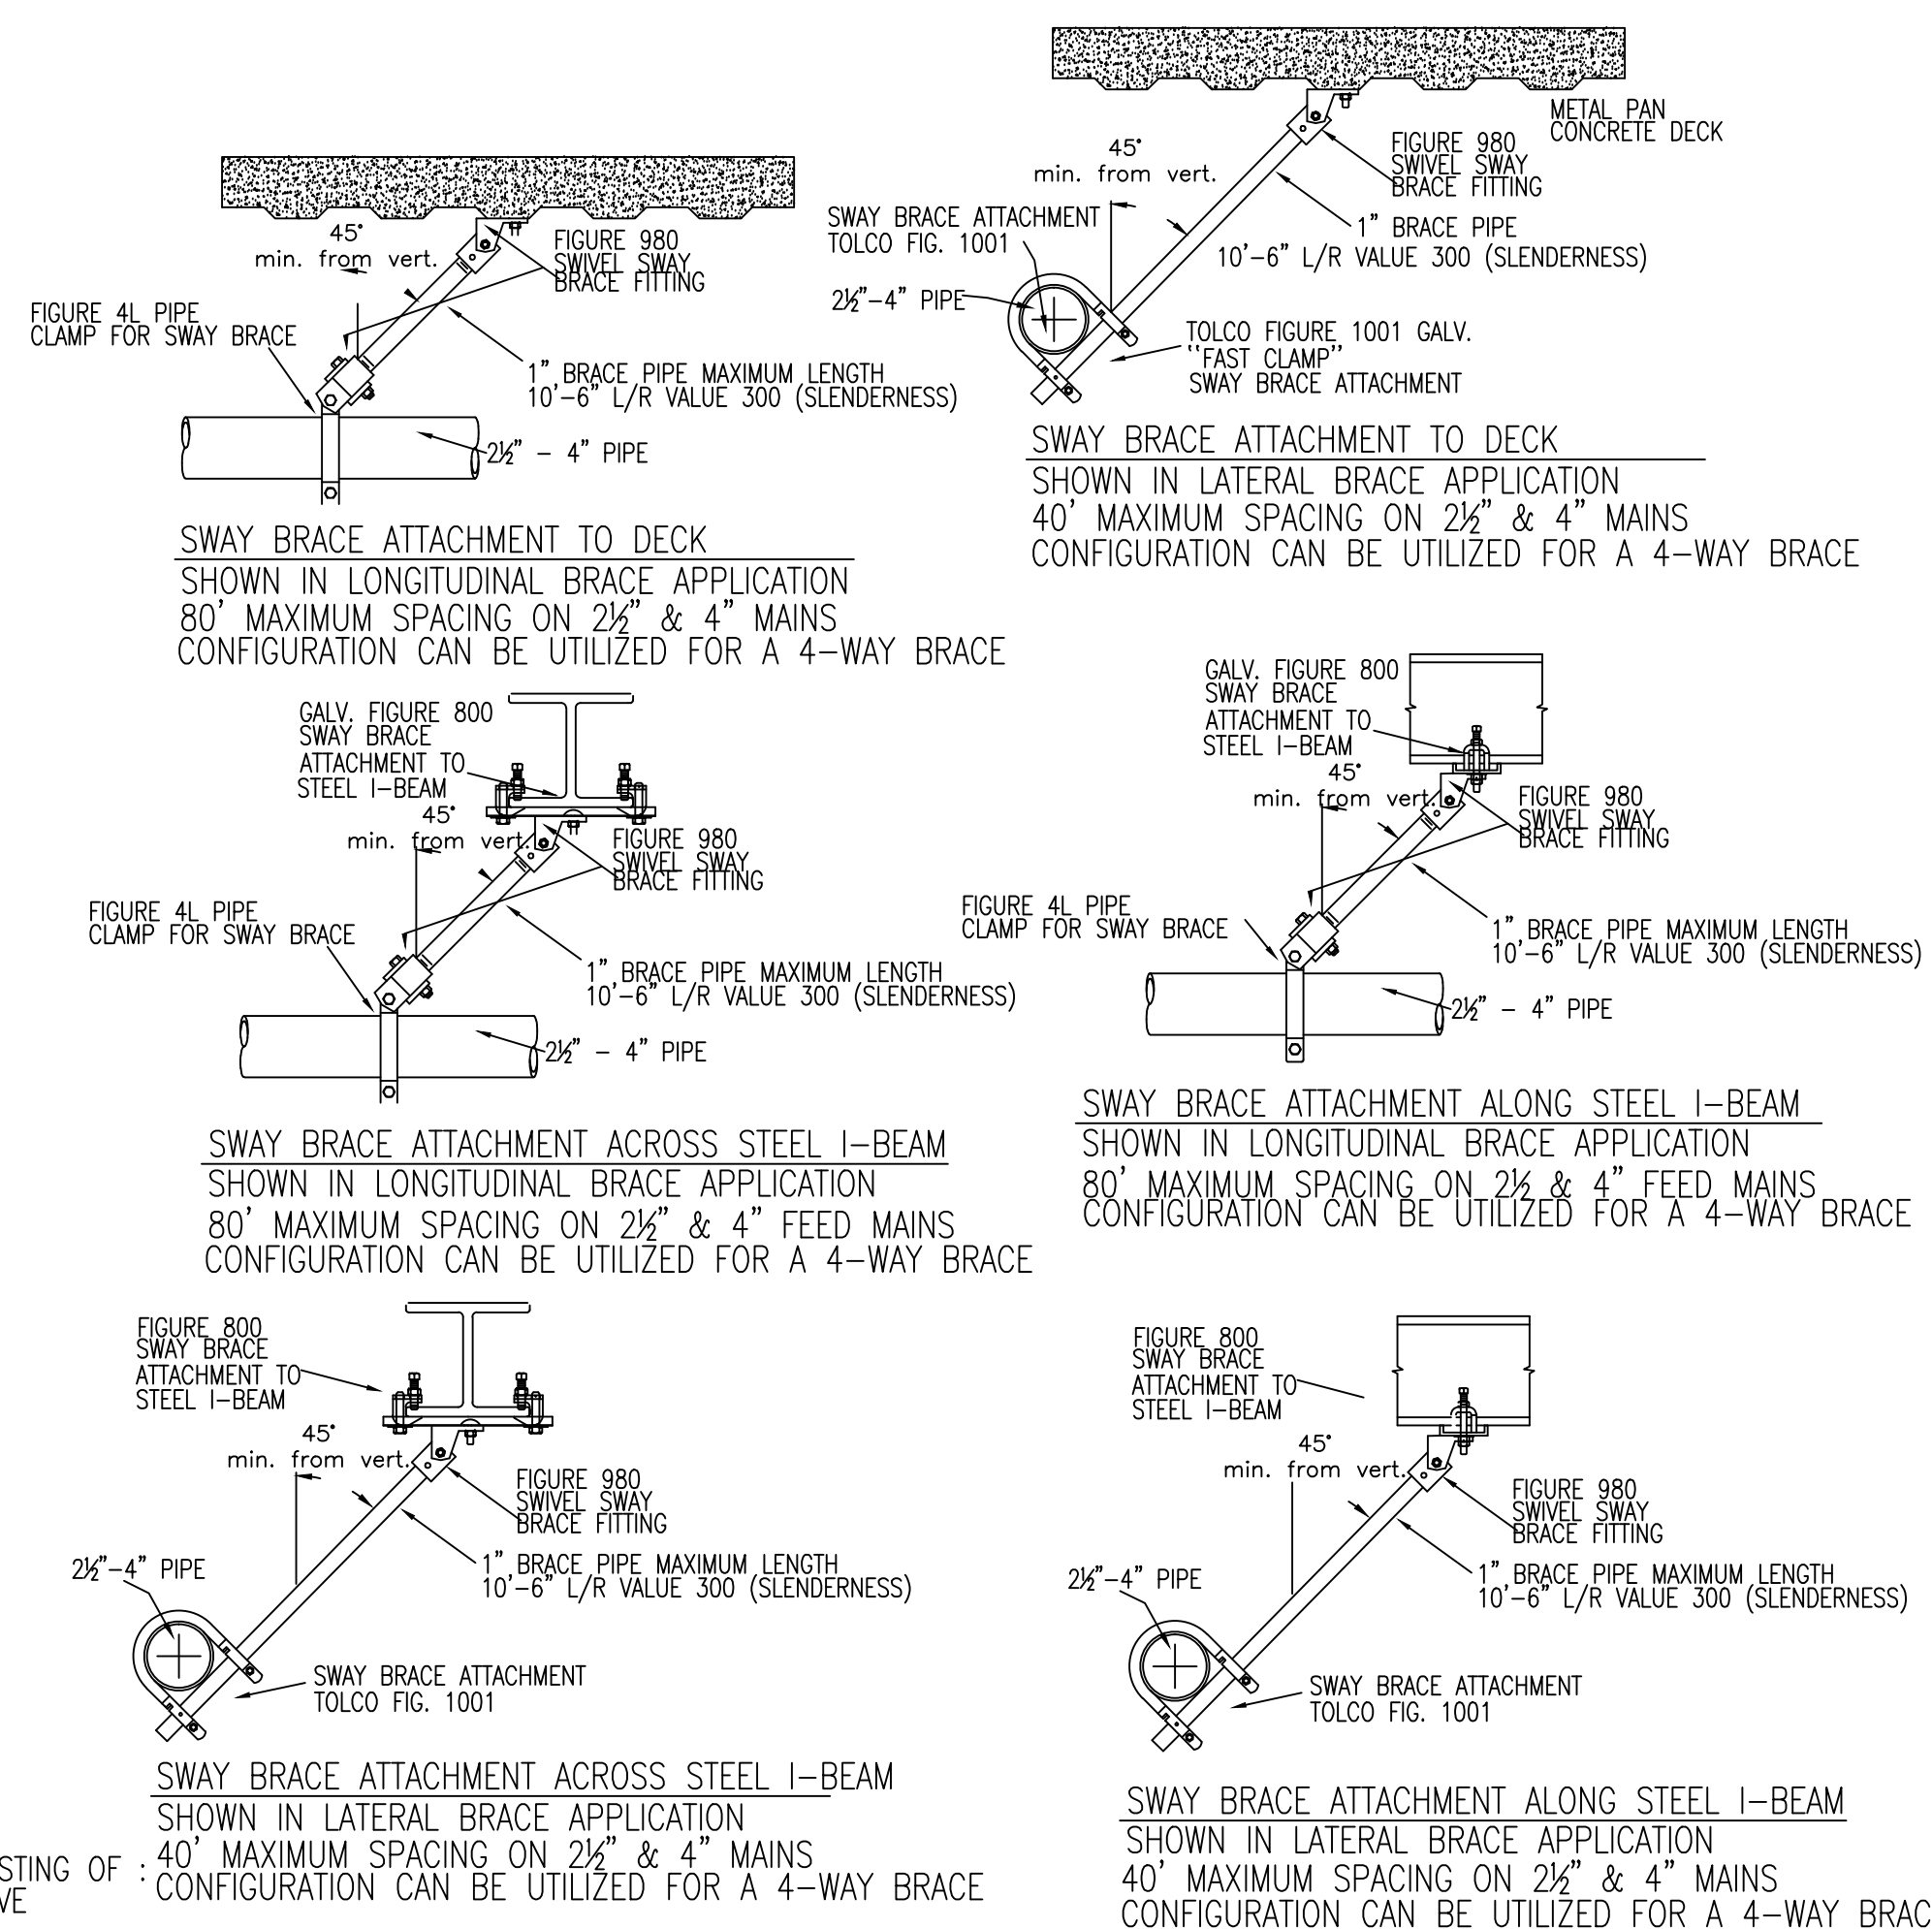 45°
min. from vert.
FIGURE 980
SWIVEL SWAY
BRACE FITTING
FIGURE 4L PIPE
CLAMP FOR SWAY BRACE
1" BRACE PIPE MAXIMUM LENGTH
10'-6" L/R VALUE 300 (SLENDERNESS)
2½" - 4" PIPE
SWAY BRACE ATTACHMENT TO DECK
SHOWN IN LONGITUDINAL BRACE APPLICATION
80' MAXIMUM SPACING ON 2½" & 4" MAINS
CONFIGURATION CAN BE UTILIZED FOR A 4-WAY BRACE
METAL PAN
CONCRETE DECK
45°
min. from vert.
FIGURE 980
SWIVEL SWAY
BRACE FITTING
SWAY BRACE ATTACHMENT
TOLCO FIG. 1001
1" BRACE PIPE
10'-6" L/R VALUE 300 (SLENDERNESS)
2½"-4" PIPE
TOLCO FIGURE 1001 GALV.
"FAST CLAMP"
SWAY BRACE ATTACHMENT
SWAY BRACE ATTACHMENT TO DECK
SHOWN IN LATERAL BRACE APPLICATION
40' MAXIMUM SPACING ON 2½" & 4" MAINS
CONFIGURATION CAN BE UTILIZED FOR A 4-WAY BRACE
GALV. FIGURE 800
SWAY BRACE
ATTACHMENT TO
STEEL I-BEAM
45°
min. from vert.
FIGURE 980
SWIVEL SWAY
BRACE FITTING
FIGURE 4L PIPE
CLAMP FOR SWAY BRACE
1" BRACE PIPE MAXIMUM LENGTH
10'-6" L/R VALUE 300 (SLENDERNESS)
2½" - 4" PIPE
SWAY BRACE ATTACHMENT ACROSS STEEL I-BEAM
SHOWN IN LONGITUDINAL BRACE APPLICATION
80' MAXIMUM SPACING ON 2½" & 4" FEED MAINS
CONFIGURATION CAN BE UTILIZED FOR A 4-WAY BRACE
GALV. FIGURE 800
SWAY BRACE
ATTACHMENT TO
STEEL I-BEAM
45°
min. from vert.
FIGURE 980
SWIVEL SWAY
BRACE FITTING
FIGURE 4L PIPE
CLAMP FOR SWAY BRACE
1" BRACE PIPE MAXIMUM LENGTH
10'-6" L/R VALUE 300 (SLENDERNESS)
2½" - 4" PIPE
SWAY BRACE ATTACHMENT ALONG STEEL I-BEAM
SHOWN IN LONGITUDINAL BRACE APPLICATION
80' MAXIMUM SPACING ON 2½ & 4" FEED MAINS
CONFIGURATION CAN BE UTILIZED FOR A 4-WAY BRACE
FIGURE 800
SWAY BRACE
ATTACHMENT TO
STEEL I-BEAM
45°
min. from vert.
FIGURE 980
SWIVEL SWAY
BRACE FITTING
1" BRACE PIPE MAXIMUM LENGTH
10'-6" L/R VALUE 300 (SLENDERNESS)
2½"-4" PIPE
SWAY BRACE ATTACHMENT
TOLCO FIG. 1001
SWAY BRACE ATTACHMENT ACROSS STEEL I-BEAM
SHOWN IN LATERAL BRACE APPLICATION
40' MAXIMUM SPACING ON 2½" & 4" MAINS
CONFIGURATION CAN BE UTILIZED FOR A 4-WAY BRACE
STING OF :
VE
FIGURE 800
SWAY BRACE
ATTACHMENT TO
STEEL I-BEAM
45°
min. from vert.
FIGURE 980
SWIVEL SWAY
BRACE FITTING
1" BRACE PIPE MAXIMUM LENGTH
10'-6" L/R VALUE 300 (SLENDERNESS)
2½"-4" PIPE
SWAY BRACE ATTACHMENT
TOLCO FIG. 1001
SWAY BRACE ATTACHMENT ALONG STEEL I-BEAM
SHOWN IN LATERAL BRACE APPLICATION
40' MAXIMUM SPACING ON 2½" & 4" MAINS
CONFIGURATION CAN BE UTILIZED FOR A 4-WAY BRAC